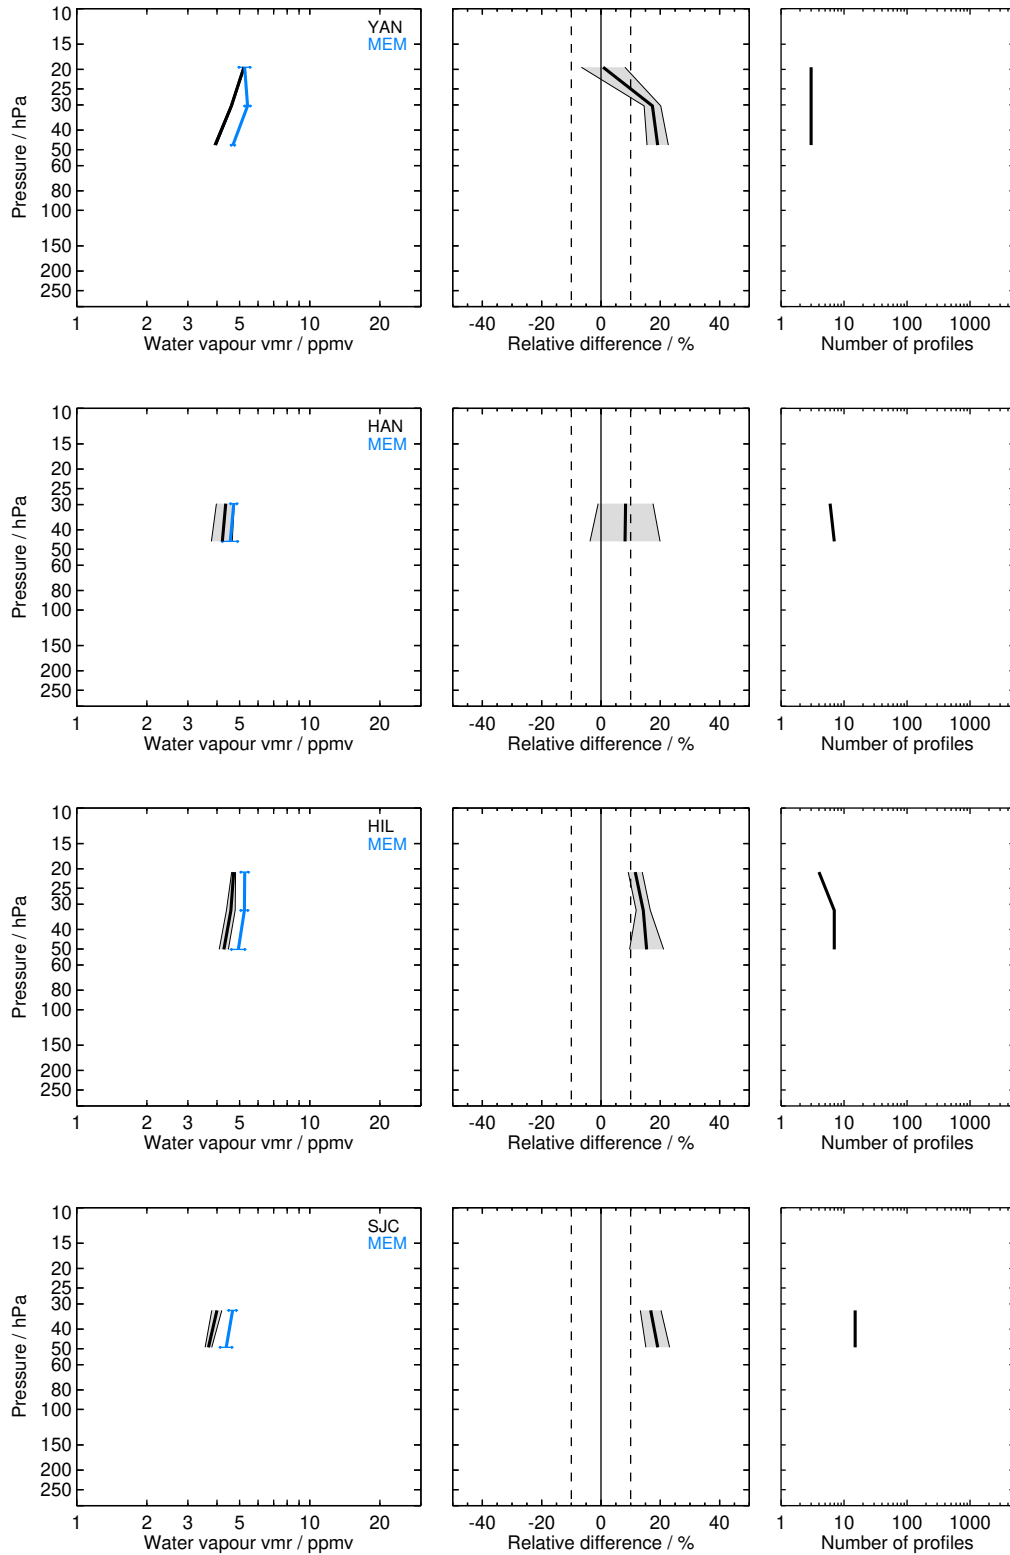 YAN
MEM
Pressure / hPa
10
15
20
25
30
40
50
60
80
100
150
200
250
1 2 3 5 10 20
Water vapour vmr / ppmv
-40 -20 0 20 40
Relative difference / %
1 10 100 1000
Number of profiles
HAN
MEM
Pressure / hPa
10
15
20
25
30
40
50
60
80
100
150
200
250
1 2 3 5 10 20
Water vapour vmr / ppmv
-40 -20 0 20 40
Relative difference / %
1 10 100 1000
Number of profiles
HIL
MEM
Pressure / hPa
10
15
20
25
30
40
50
60
80
100
150
200
250
1 2 3 5 10 20
Water vapour vmr / ppmv
-40 -20 0 20 40
Relative difference / %
1 10 100 1000
Number of profiles
SJC
MEM
Pressure / hPa
10
15
20
25
30
40
50
60
80
100
150
200
250
1 2 3 5 10 20
Water vapour vmr / ppmv
-40 -20 0 20 40
Relative difference / %
1 10 100 1000
Number of profiles